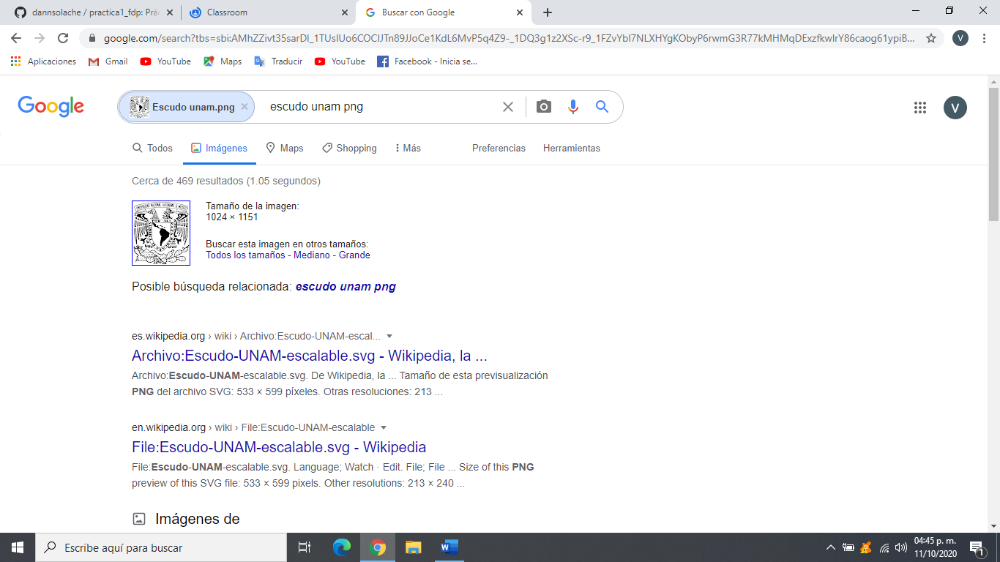 dannsolache / practica1_fdp: Prác
Classroom
Buscar con Google
google.com/search?tbs=sbi:AMhZZivt35sarDl_1TUsIUo6COCIJTn89JJoCe1KdL6MvP5q4Z9-_1DQ3g1z2XSc-r9_1FZvYbI7NLXHYgKObyP6rwmG3R77kMHMqDExzfkwIrY86caog61ypiB...
V
Aplicaciones
Gmail
YouTube
Maps
Traducir
YouTube
Facebook - Inicia se...
Google
Escudo unam.png
escudo unam png
V
Todos
Imágenes
Maps
Shopping
Más
Preferencias
Herramientas
Cerca de 469 resultados (1.05 segundos)
Tamaño de la imagen:
1024 × 1151
Buscar esta imagen en otros tamaños:
Todos los tamaños - Mediano - Grande
Posible búsqueda relacionada: escudo unam png
es.wikipedia.org › wiki › Archivo:Escudo-UNAM-escal...
Archivo:Escudo-UNAM-escalable.svg - Wikipedia, la ...
Archivo:Escudo-UNAM-escalable.svg. De Wikipedia, la ... Tamaño de esta previsualización
PNG del archivo SVG: 533 × 599 píxeles. Otras resoluciones: 213 ...
en.wikipedia.org › wiki › File:Escudo-UNAM-escalable
File:Escudo-UNAM-escalable.svg - Wikipedia
File:Escudo-UNAM-escalable.svg. Language; Watch · Edit. File; File ... Size of this PNG
preview of this SVG file: 533 × 599 pixels. Other resolutions: 213 × 240 ...
Imágenes de
Escribe aquí para buscar
04:45 p. m.
11/10/2020
1